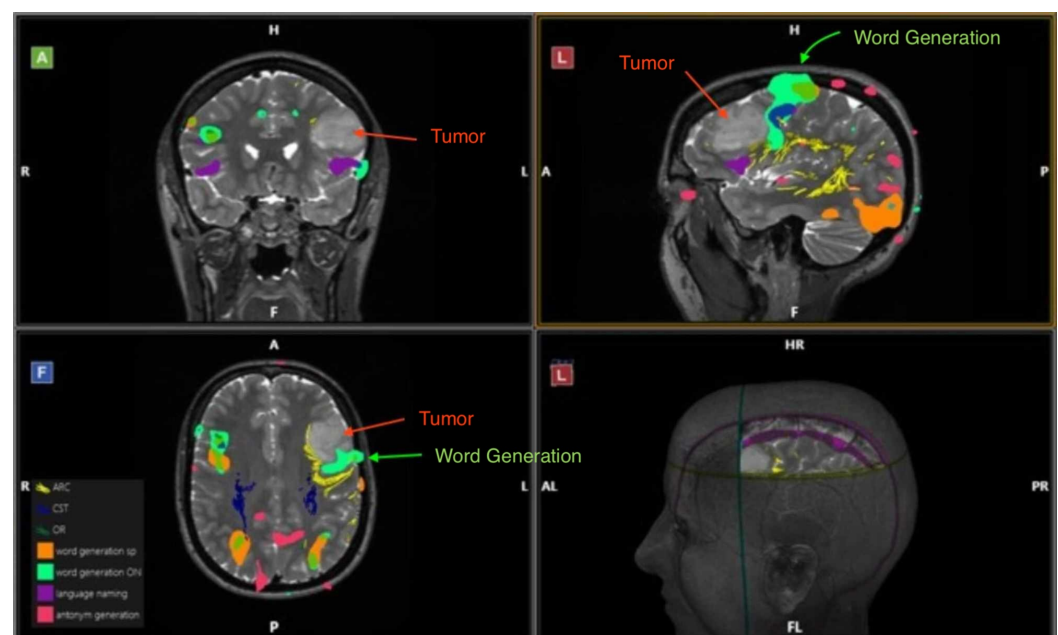 H
A
Tumor
R
L
F
H
L
Word Generation
Tumor
A
P
F
A
F
Tumor
Word Generation
R
L
ARC
CST
OR
word generation sp
word generation ON
language naming
antonym generation
P
HR
L
AL
PR
FL